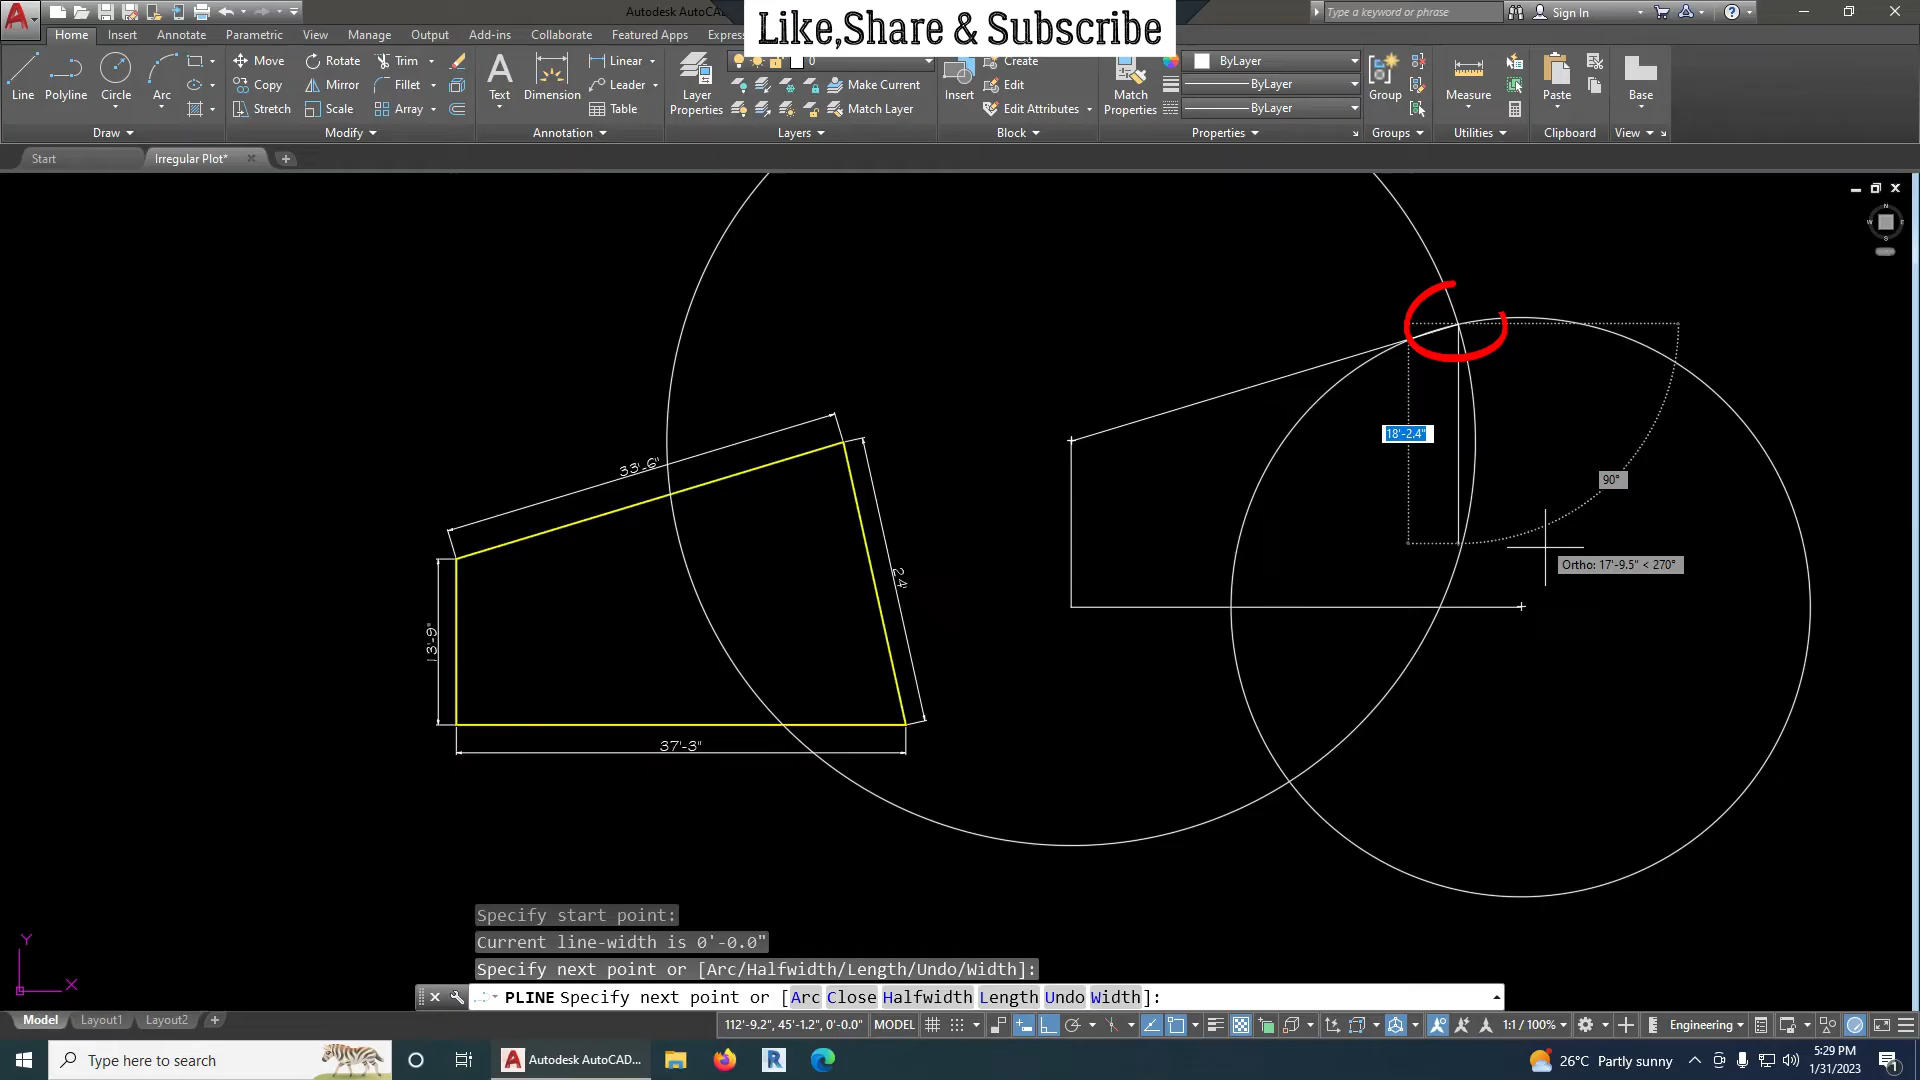 Autodesk AutoCAD
Like,Share & Subscribe
Type a keyword or phrase
Sign In
Home Insert Annotate Parametric View Manage Output Add-ins Collaborate Featured Apps Expres
Line Polyline Circle Arc
Move Rotate Trim
Copy Mirror Fillet
Stretch Scale Array
Text Dimension
Linear
Leader
Table
Layer Properties
0
Make Current
Match Layer
Insert
Create
Edit
Edit Attributes
Match Properties
ByLayer
ByLayer
ByLayer
Group
Measure
Paste
Base
Draw Modify Annotation Layers Block Properties Groups Utilities Clipboard View
Start Irregular Plot*
N
W
S
33'-6"
18'-2.4"
90°
24'
Ortho: 17'-9.5" < 270°
13'-9"
37'-3"
Specify start point:
Current line-width is 0'-0.0"
Specify next point or [Arc/Halfwidth/Length/Undo/Width]:
PLINE Specify next point or [Arc Close Halfwidth Length Undo Width]:
Y
X
Model Layout1 Layout2
112'-9.2", 45'-1.2", 0'-0.0" MODEL 1:1 / 100% Engineering
Type here to search
Autodesk AutoCAD...
26°C Partly sunny
5:29 PM
1/31/2023
1